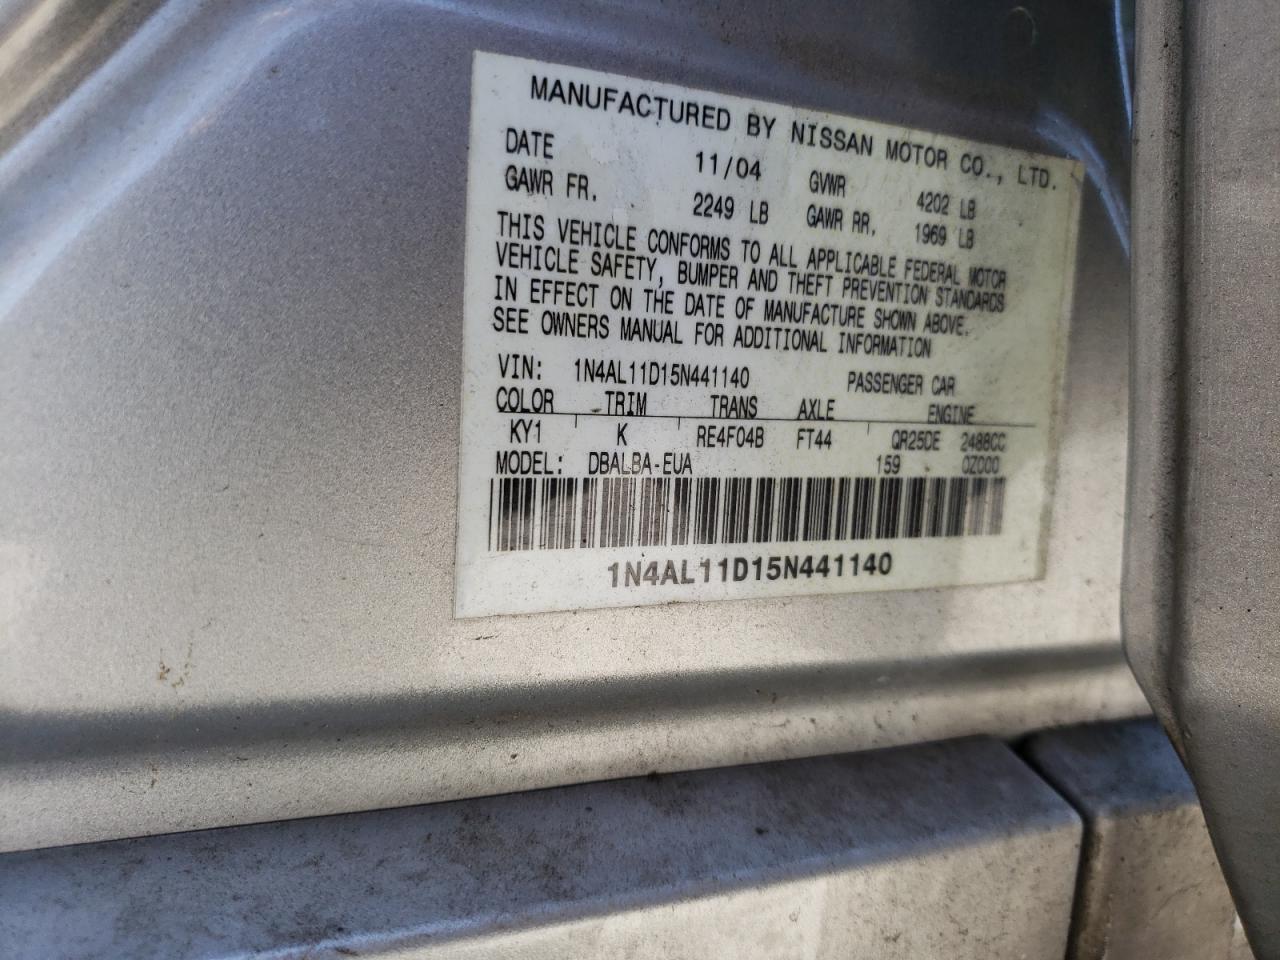 MANUFACTURED BY NISSAN MOTOR CO., LTD.
DATE 11/04 GVWR 4202 LB
GAWR FR. 2249 LB GAWR RR. 1969 LB
THIS VEHICLE CONFORMS TO ALL APPLICABLE FEDERAL MOTOR
VEHICLE SAFETY, BUMPER AND THEFT PREVENTION STANDARDS
IN EFFECT ON THE DATE OF MANUFACTURE SHOWN ABOVE.
SEE OWNERS MANUAL FOR ADDITIONAL INFORMATION
VIN: 1N4AL11D15N441140 PASSENGER CAR
COLOR TRIM TRANS AXLE ENGINE
KY1 K RE4F04B FT44 QR25DE 2488CC
MODEL: DBALBA-EUA 159 0Z000
1N4AL11D15N441140